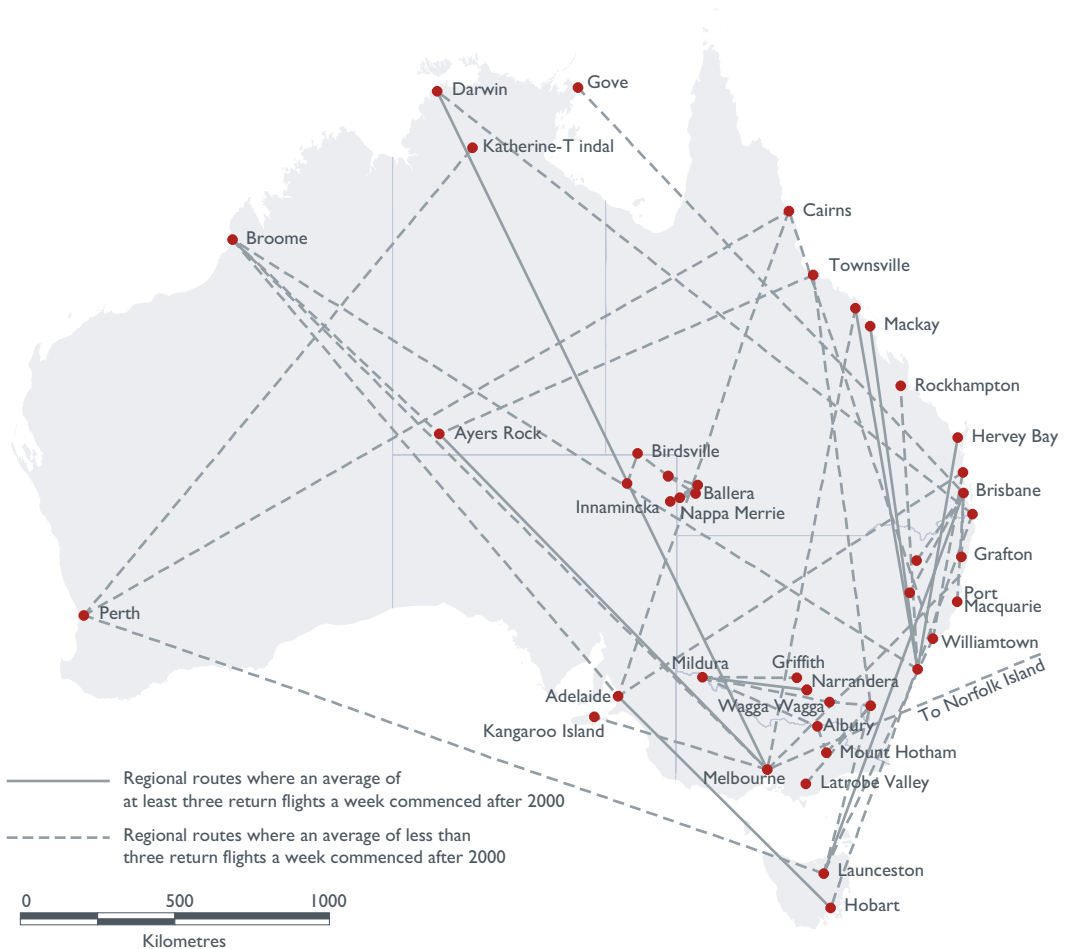 Darwin
Gove
Katherine-T indal
Cairns
Broome
Townsville
Mackay
Rockhampton
Ayers Rock
Hervey Bay
Birdsville
Ballera
Brisbane
Innamincka
Nappa Merrie
Grafton
Perth
Port
Macquarie
Williamtown
Mildura
Griffith
Narrandera
Adelaide
Wagga Wagga
To Norfolk Island
Kangaroo Island
Albury
Mount Hotham
Melbourne
Latrobe Valley
Regional routes where an average of
at least three return flights a week commenced after 2000
Regional routes where an average of less than
three return flights a week commenced after 2000
Launceston
Hobart
0 500 1000
Kilometres